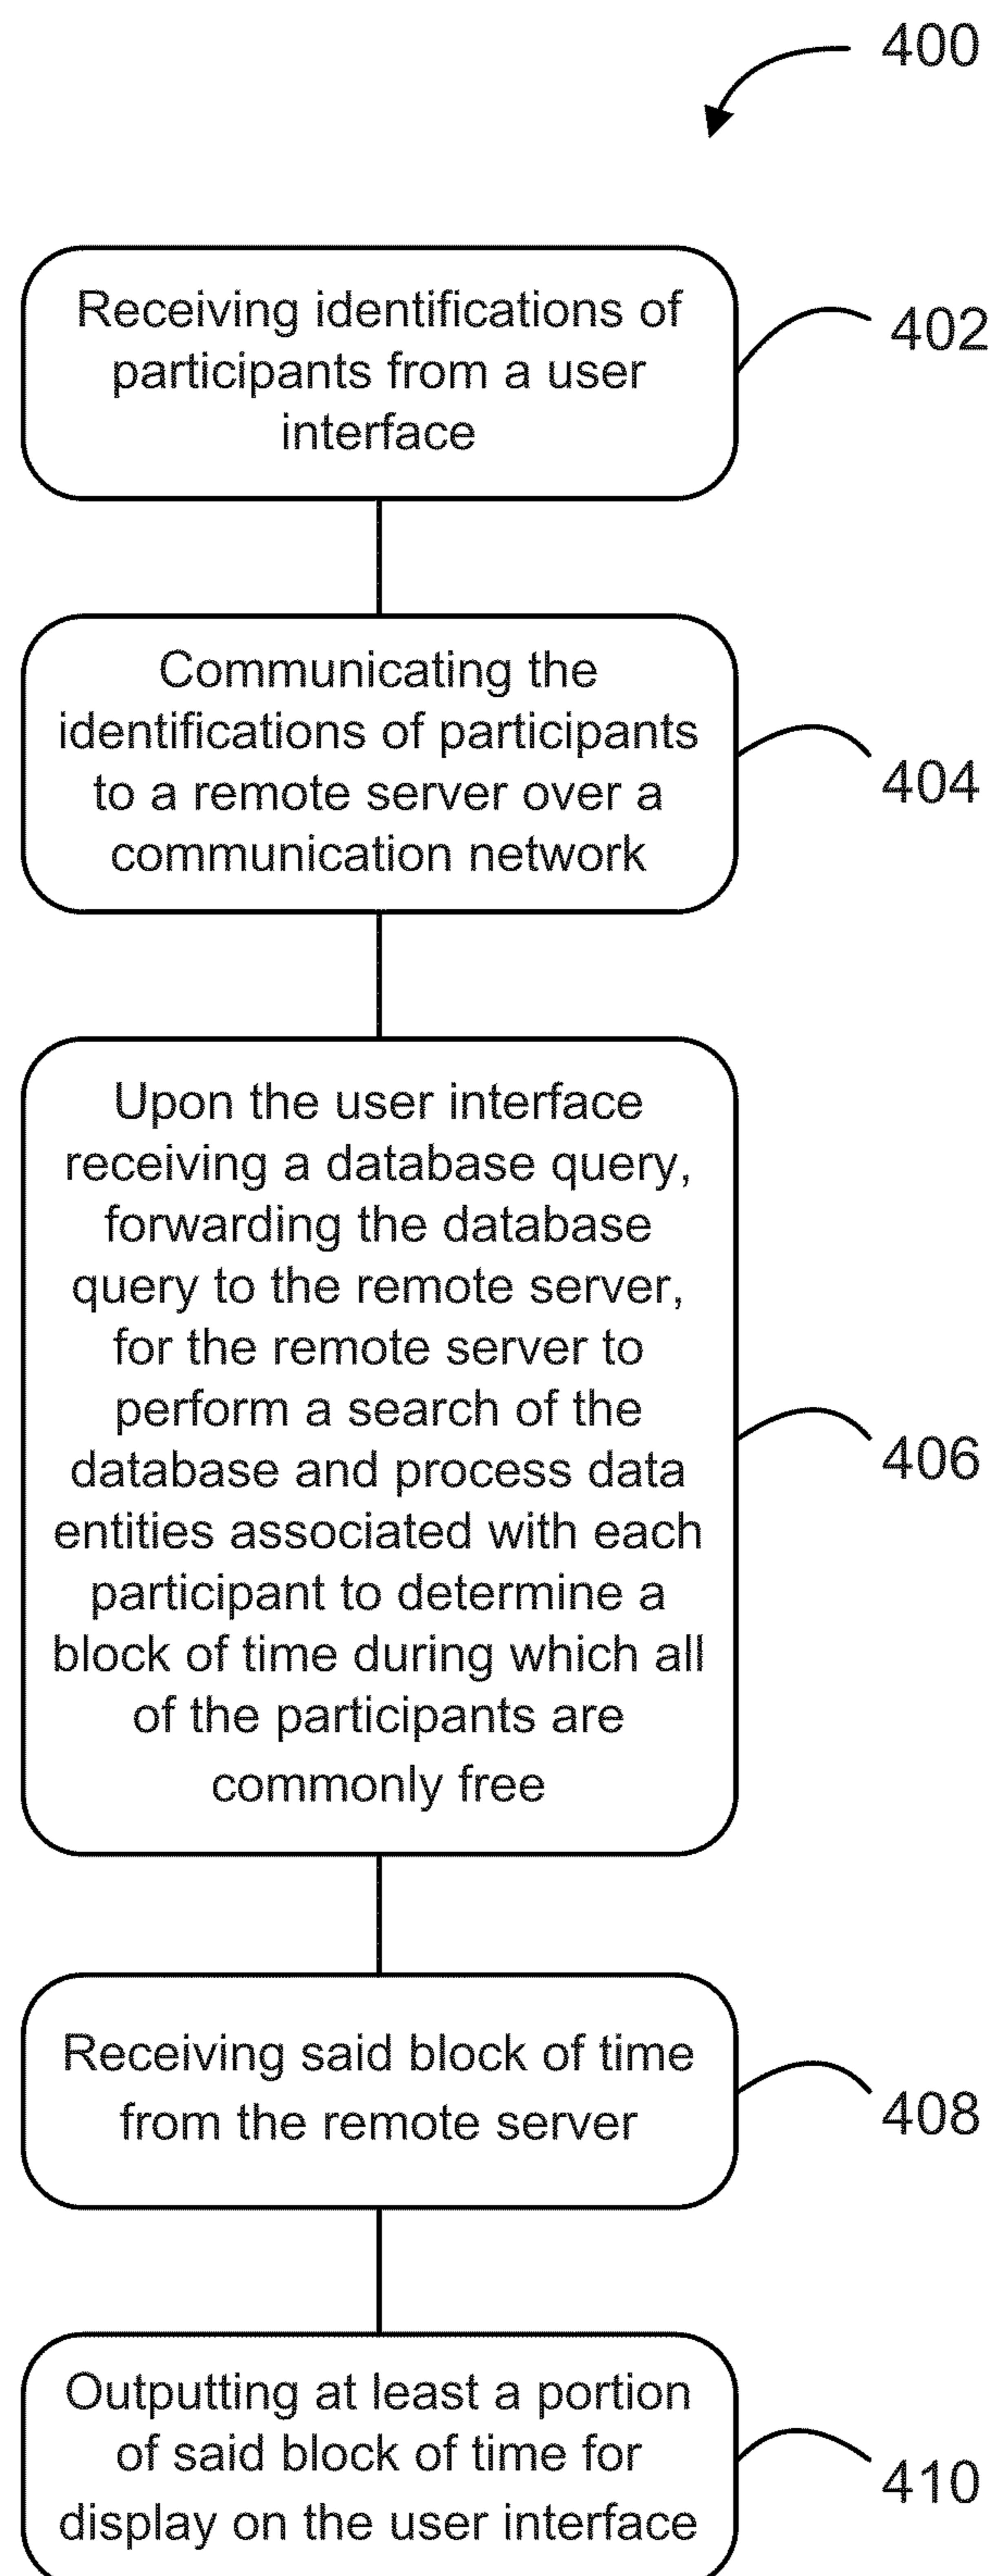 400
Receiving identifications of
participants from a user
interface
402
Communicating the
identifications of participants
to a remote server over a
communication network
404
Upon the user interface
receiving a database query,
forwarding the database
query to the remote server,
for the remote server to
perform a search of the
database and process data
entities associated with each
participant to determine a
block of time during which all
of the participants are
commonly free
406
Receiving said block of time
from the remote server
408
Outputting at least a portion
of said block of time for
display on the user interface
410